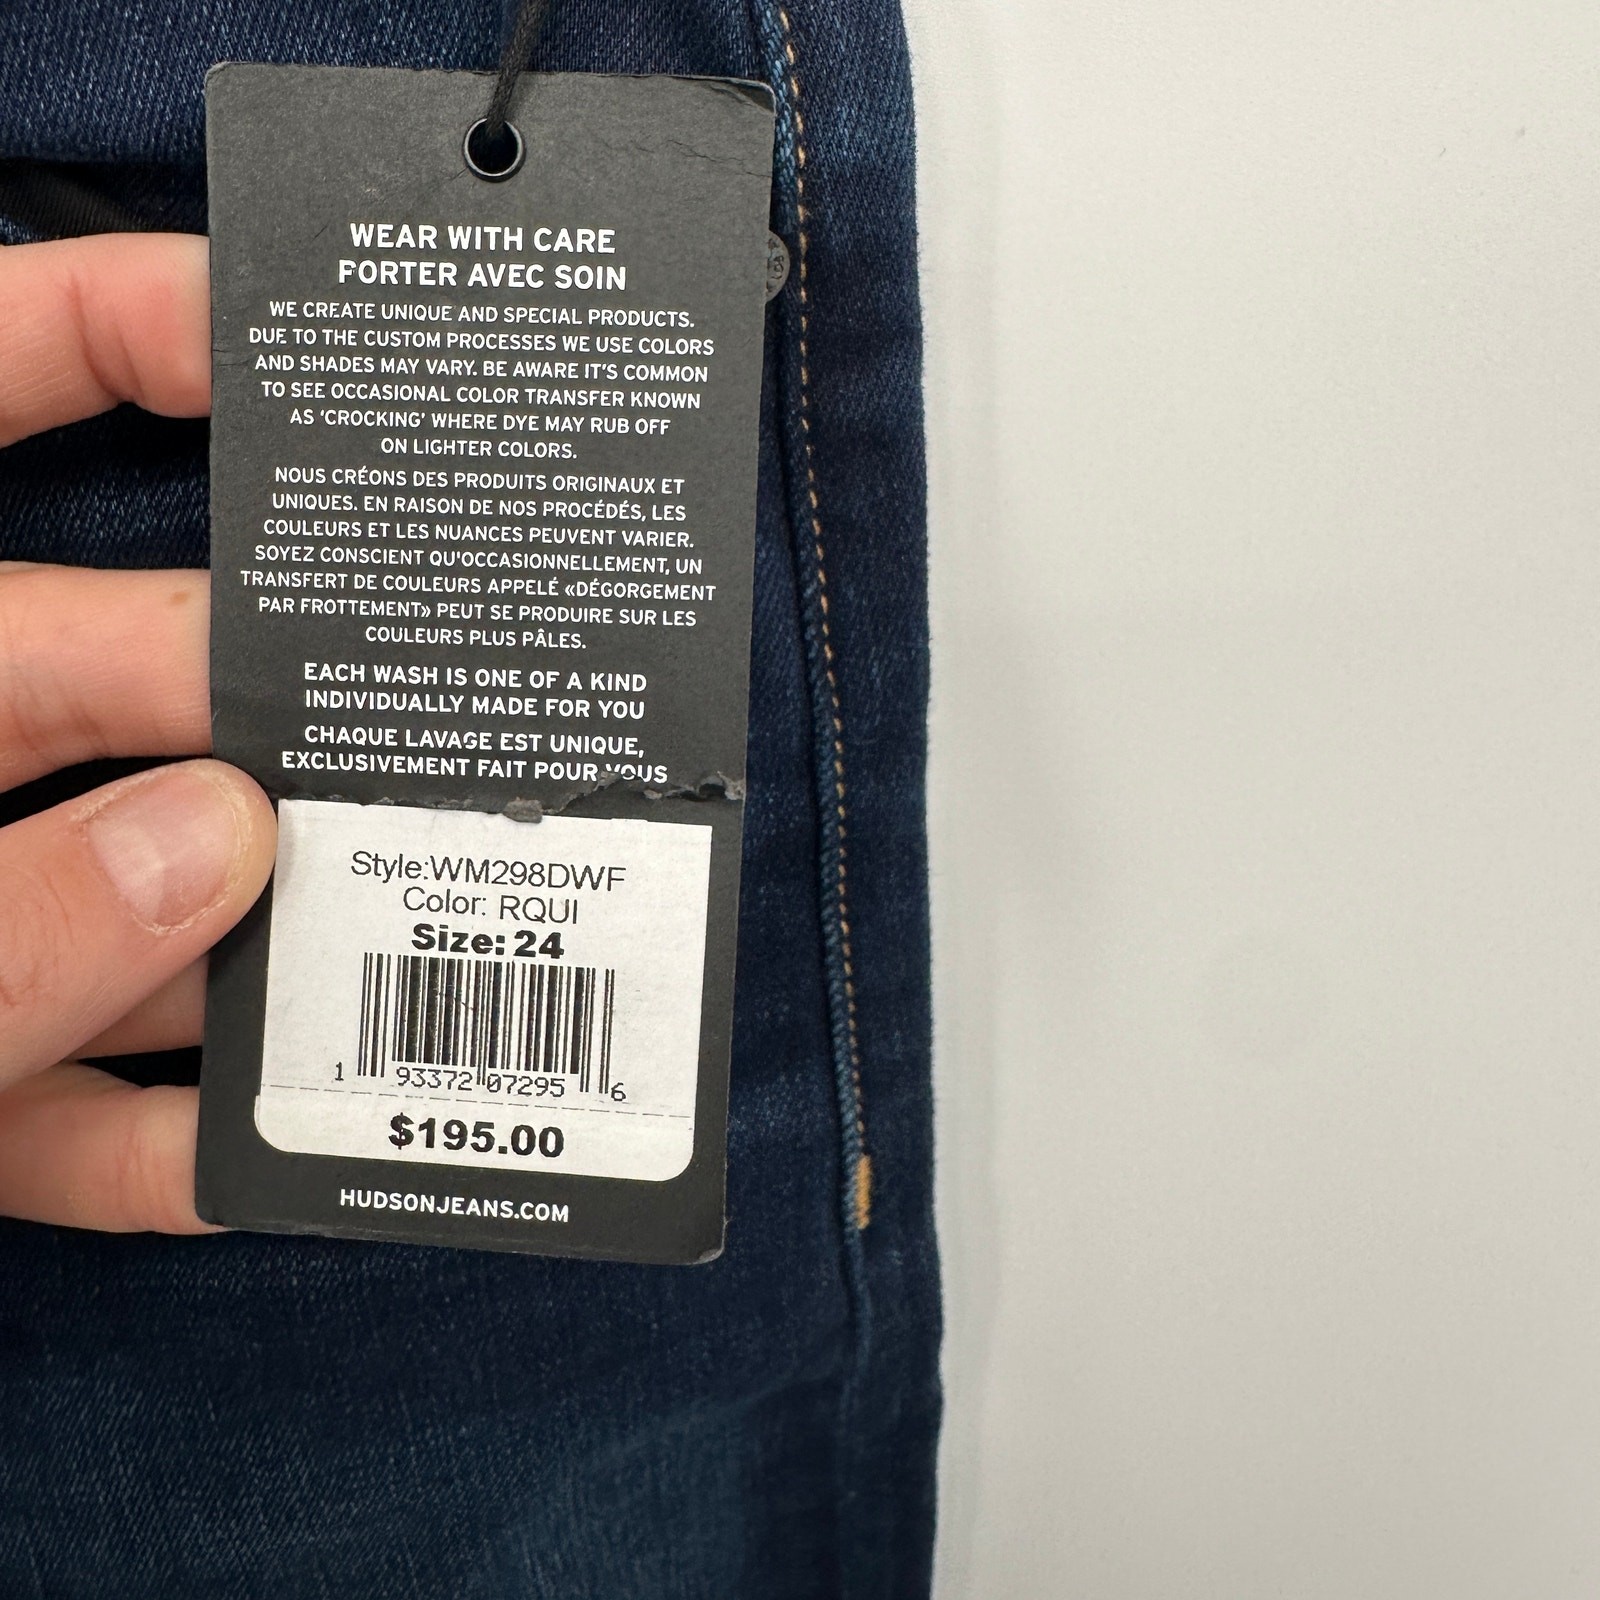 WEAR WITH CARE
PORTER AVEC SOIN
WE CREATE UNIQUE AND SPECIAL PRODUCTS.
DUE TO THE CUSTOM PROCESSES WE USE COLORS
AND SHADES MAY VARY. BE AWARE IT'S COMMON
TO SEE OCCASIONAL COLOR TRANSFER KNOWN
AS 'CROCKING' WHERE DYE MAY RUB OFF
ON LIGHTER COLORS.
NOUS CRÉONS DES PRODUITS ORIGINAUX ET
UNIQUES. EN RAISON DE NOS PROCÉDÉS, LES
COULEURS ET LES NUANCES PEUVENT VARIER.
SOYEZ CONSCIENT QU'OCCASIONNELLEMENT, UN
TRANSFERT DE COULEURS APPELÉ «DÉGORGEMENT
PAR FROTTEMENT» PEUT SE PRODUIRE SUR LES
COULEURS PLUS PÂLES.
EACH WASH IS ONE OF A KIND
INDIVIDUALLY MADE FOR YOU
CHAQUE LAVAGE EST UNIQUE,
EXCLUSIVEMENT FAIT POUR VOUS
Style:WM298DWF
Color: RQUI
Size: 24
1 93372 07295 6
$195.00
HUDSONJEANS.COM